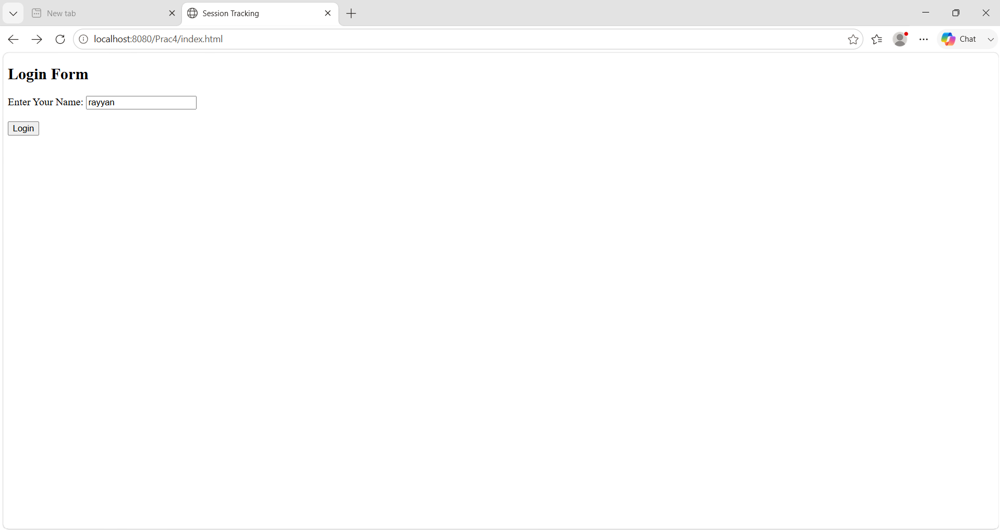 New tab
Session Tracking
localhost:8080/Prac4/index.html
Chat
Login Form
Enter Your Name: rayyan
Login